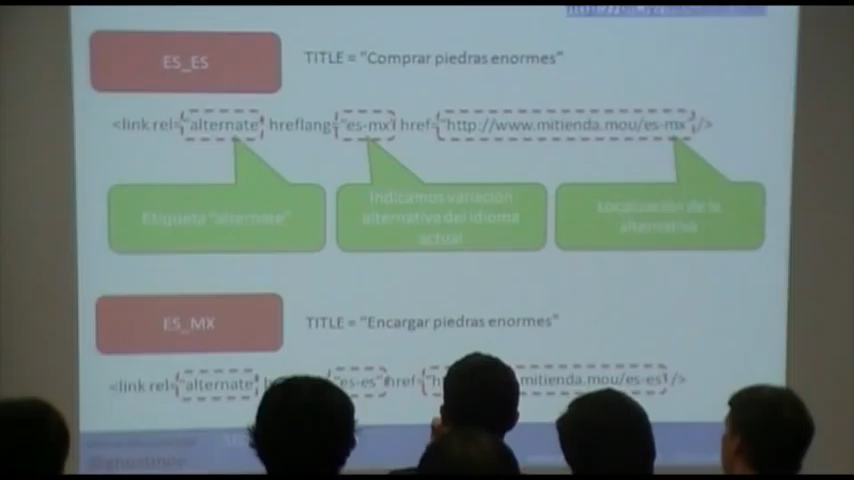 ES_ES
TITLE = "Comprar piedras enormes"
<link rel="alternate" hreflang="es-mx" href="http://www.mitienda.mou/es-mx" />
Etiqueta "alternate"
Indicamos variación
alternativa del idioma
actual
Localización de la
alternativa
ES_MX
TITLE = "Encargar piedras enormes"
<link rel="alternate" "es-es" href= mitienda.mou/es-es" />